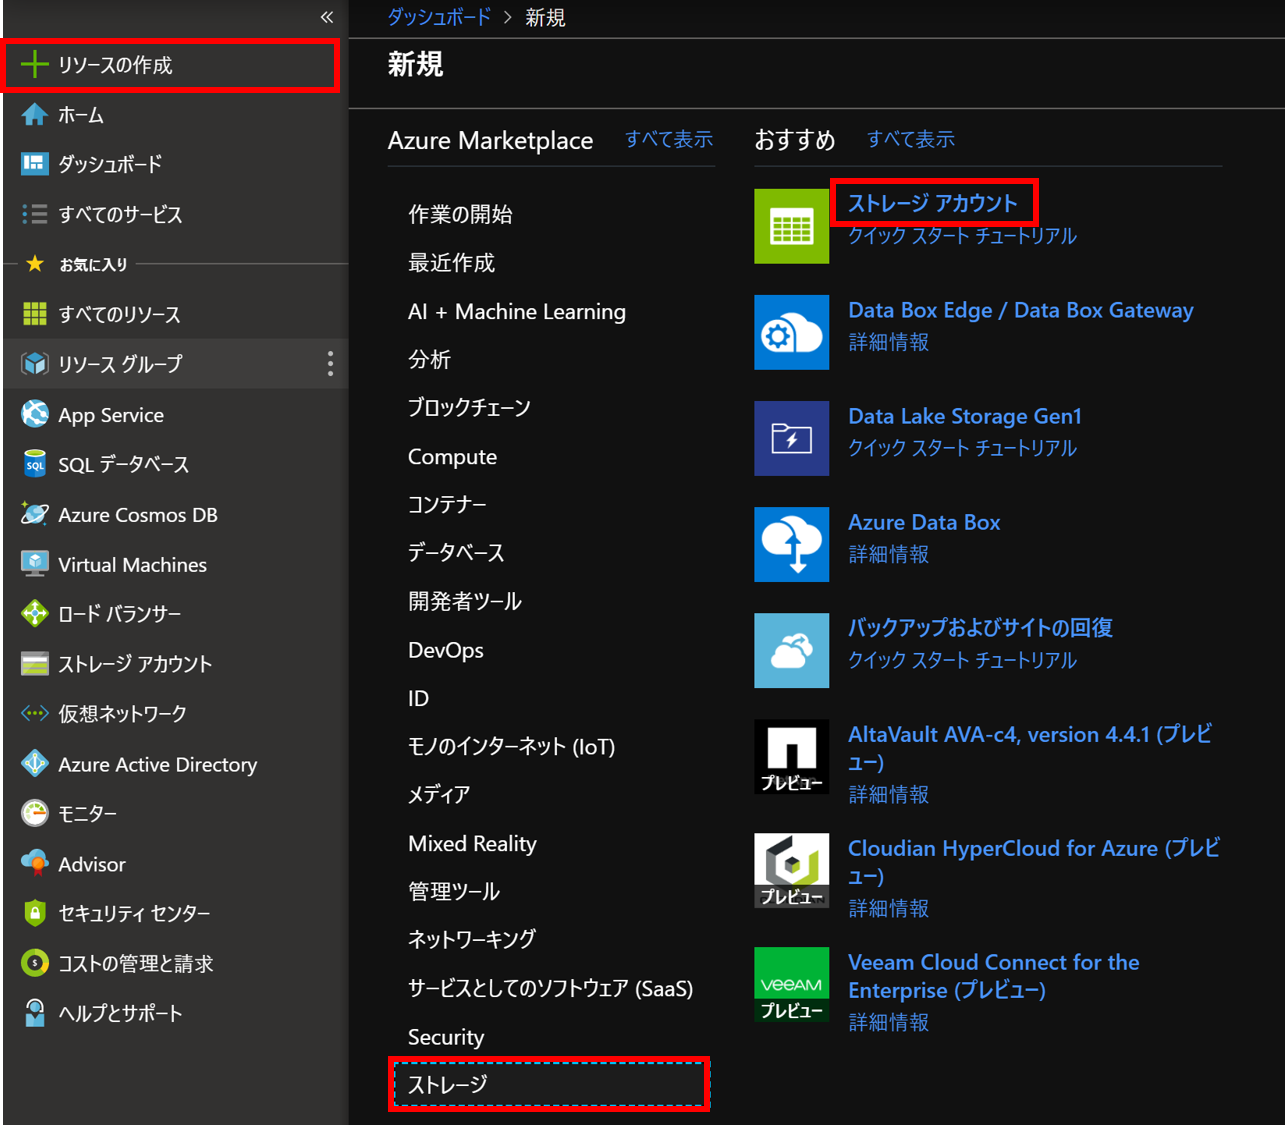 «
ダッシュボード > 新規
リソースの作成
新規
ホーム
ダッシュボード
すべてのサービス
お気に入り
すべてのリソース
リソース グループ
App Service
SQL データベース
SQL
Azure Cosmos DB
Virtual Machines
ロード バランサー
ストレージ アカウント
仮想ネットワーク
Azure Active Directory
モニター
Advisor
セキュリティ センター
コストの管理と請求
$
ヘルプとサポート
Azure Marketplace すべて表示
作業の開始
最近作成
AI + Machine Learning
分析
ブロックチェーン
Compute
コンテナー
データベース
開発者ツール
DevOps
ID
モノのインターネット (IoT)
メディア
Mixed Reality
管理ツール
ネットワーキング
サービスとしてのソフトウェア (SaaS)
Security
ストレージ
おすすめ すべて表示
ストレージ アカウント
クイック スタート チュートリアル
Data Box Edge / Data Box Gateway
詳細情報
Data Lake Storage Gen1
クイック スタート チュートリアル
Azure Data Box
詳細情報
バックアップおよびサイトの回復
クイック スタート チュートリアル
プレビュー
AltaVault AVA-c4, version 4.4.1 (プレビ
ュー)
詳細情報
プレビュー
Cloudian HyperCloud for Azure (プレビ
ュー)
詳細情報
veeAM
プレビュー
Veeam Cloud Connect for the
Enterprise (プレビュー)
詳細情報